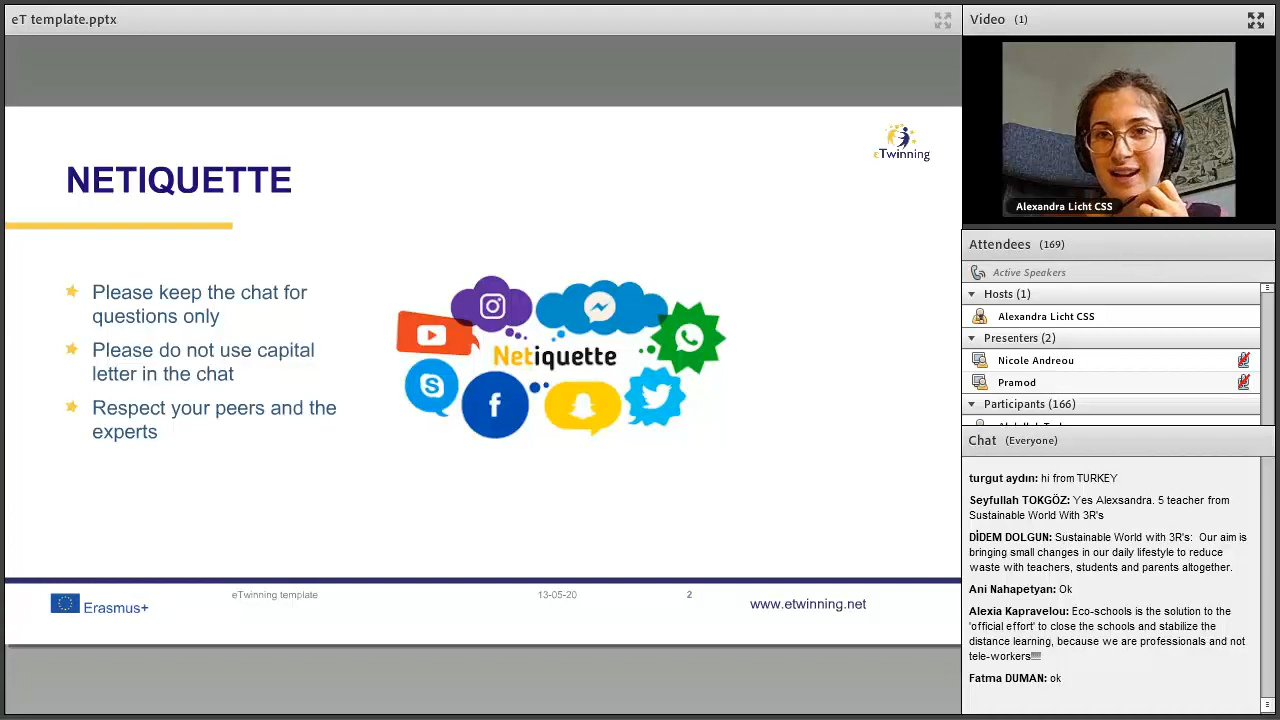 eT template.pptx
eTwinning
NETIQUETTE
Please keep the chat for
questions only
Please do not use capital
letter in the chat
Respect your peers and the
experts
Netiquette
Erasmus+
eTwinning template
13-05-20
2
www.etwinning.net
Video (1)
Alexandra Licht CSS
Attendees (169)
Active Speakers
Hosts (1)
Alexandra Licht CSS
Presenters (2)
Nicole Andreou
Pramod
Participants (166)
Chat (Everyone)
turgut aydın: hi from TURKEY
Seyfullah TOKGÖZ: Yes Alexsandra. 5 teacher from
Sustainable World With 3R's
DİDEM DOLGUN: Sustainable World with 3R's: Our aim is
bringing small changes in our daily lifestyle to reduce
waste with teachers, students and parents altogether.
Ani Nahapetyan: Ok
Alexia Kapravelou: Eco-schools is the solution to the
'official effort' to close the schools and stabilize the
distance learning, because we are professionals and not
tele-workers!!!!!
Fatma DUMAN: ok